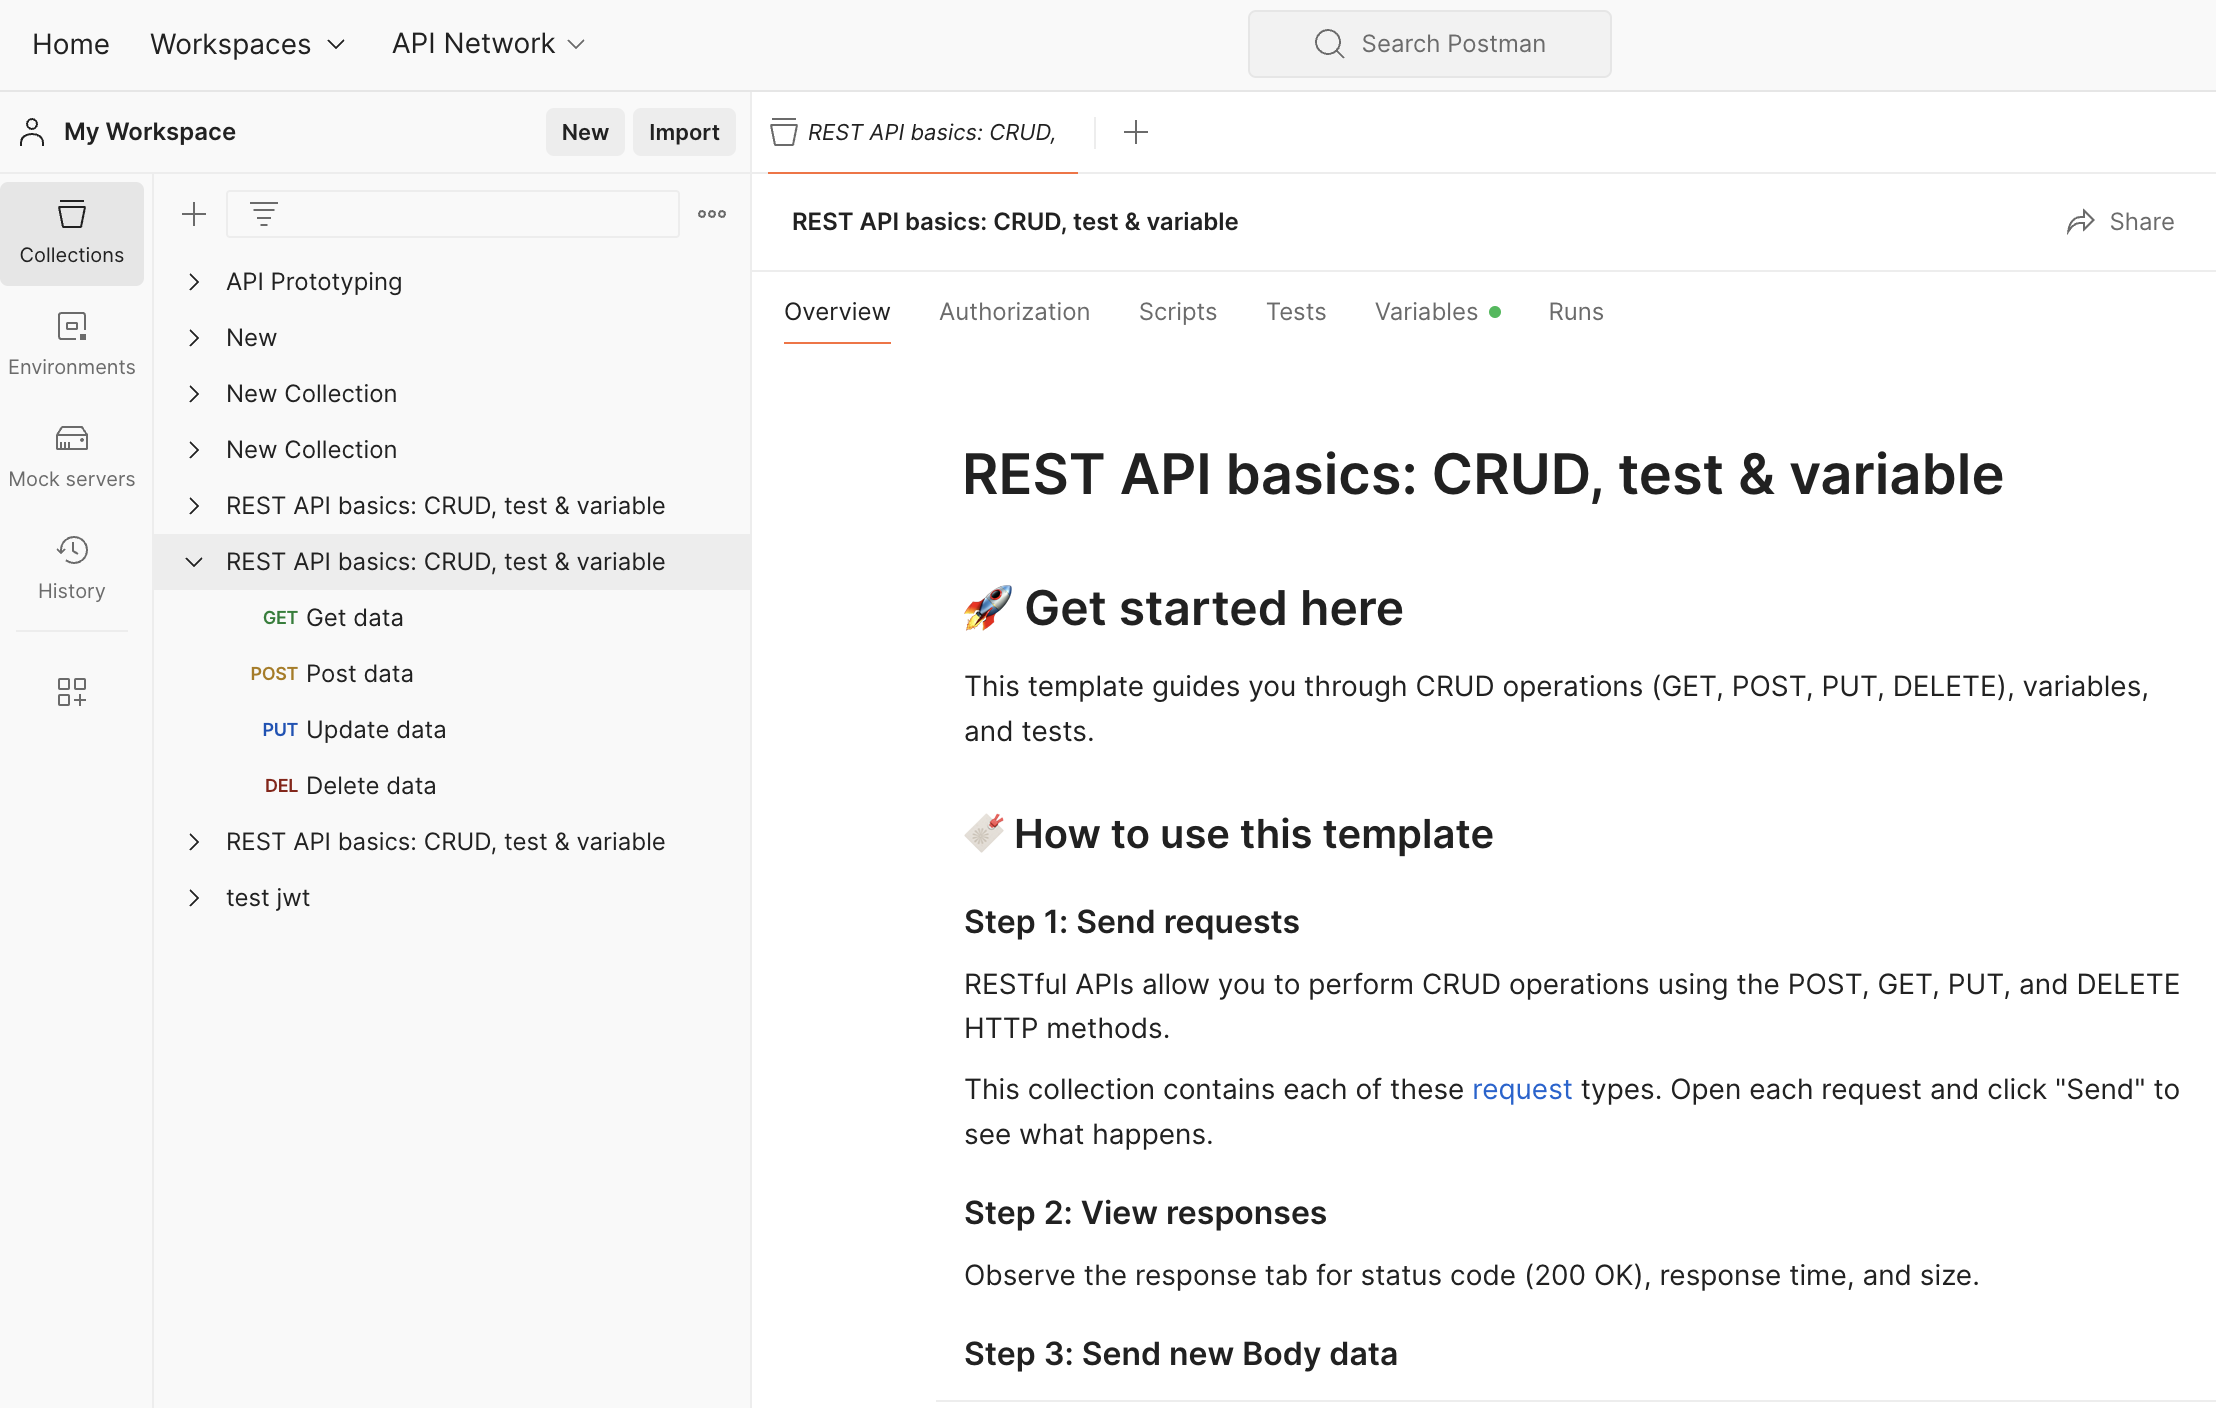 Home
Workspaces
API Network
Search Postman
My Workspace
New
Import
REST API basics: CRUD,
Collections
Environments
Mock servers
History
API Prototyping
New
New Collection
New Collection
REST API basics: CRUD, test & variable
REST API basics: CRUD, test & variable
GET Get data
POST Post data
PUT Update data
DEL Delete data
REST API basics: CRUD, test & variable
test jwt
REST API basics: CRUD, test & variable
Share
Overview
Authorization
Scripts
Tests
Variables
Runs
REST API basics: CRUD, test & variable
🚀 Get started here
This template guides you through CRUD operations (GET, POST, PUT, DELETE), variables,
and tests.
How to use this template
Step 1: Send requests
RESTful APIs allow you to perform CRUD operations using the POST, GET, PUT, and DELETE
HTTP methods.
This collection contains each of these request types. Open each request and click "Send" to
see what happens.
Step 2: View responses
Observe the response tab for status code (200 OK), response time, and size.
Step 3: Send new Body data